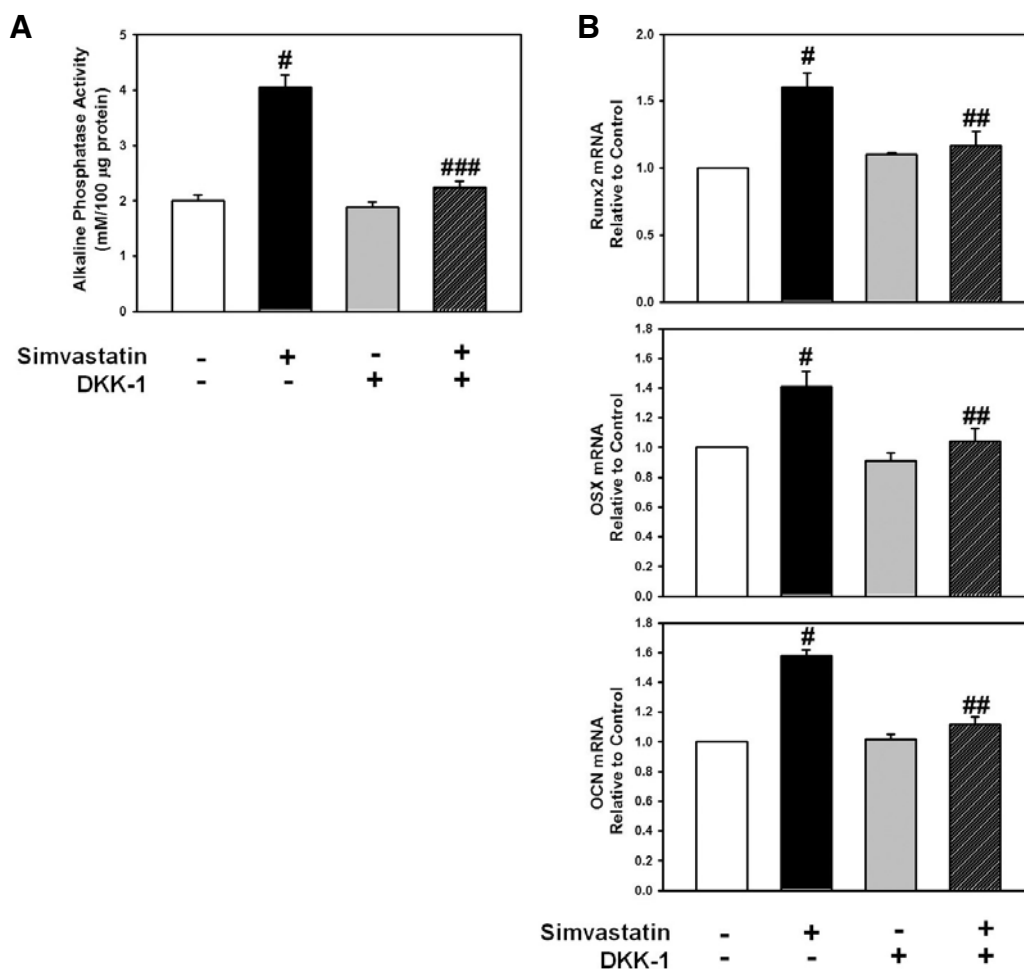 A
Alkaline Phosphatase Activity
(mM/100 µg protein)
5
4
3
2
1
0
#
###
Simvastatin - + - +
DKK-1 - - + +
B
Runx2 mRNA
Relative to Control
2.0
1.5
1.0
0.5
0.0
#
##
OSX mRNA
Relative to Control
1.8
1.6
1.4
1.2
1.0
0.8
0.6
0.4
0.2
0.0
#
##
OCN mRNA
Relative to Control
1.8
1.6
1.4
1.2
1.0
0.8
0.6
0.4
0.2
0.0
#
##
Simvastatin - + - +
DKK-1 - - + +